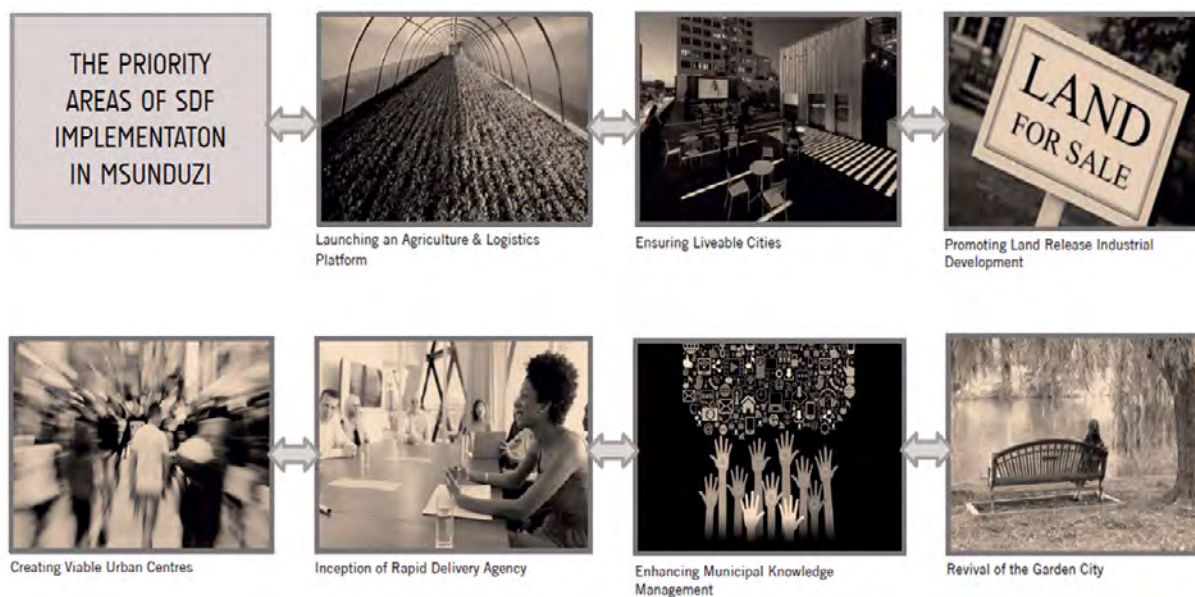 THE PRIORITY
AREAS OF SDF
IMPLEMENTATON
IN MSUNDUZI
LAND
FOR SALE
Launching an Agriculture & Logistics
Platform
Ensuring Liveable Cities
Promoting Land Release Industrial
Development
Creating Viable Urban Centres
Inception of Rapid Delivery Agency
Enhancing Municipal Knowledge
Management
Revival of the Garden City